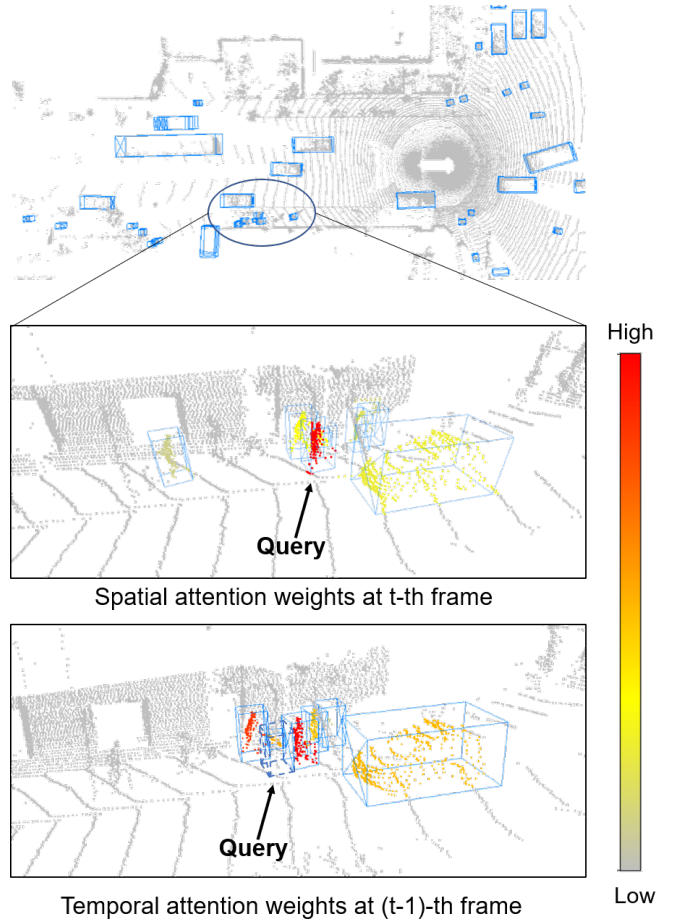 High
Query
Spatial attention weights at t-th frame
Query
Low
Temporal attention weights at (t-1)-th frame